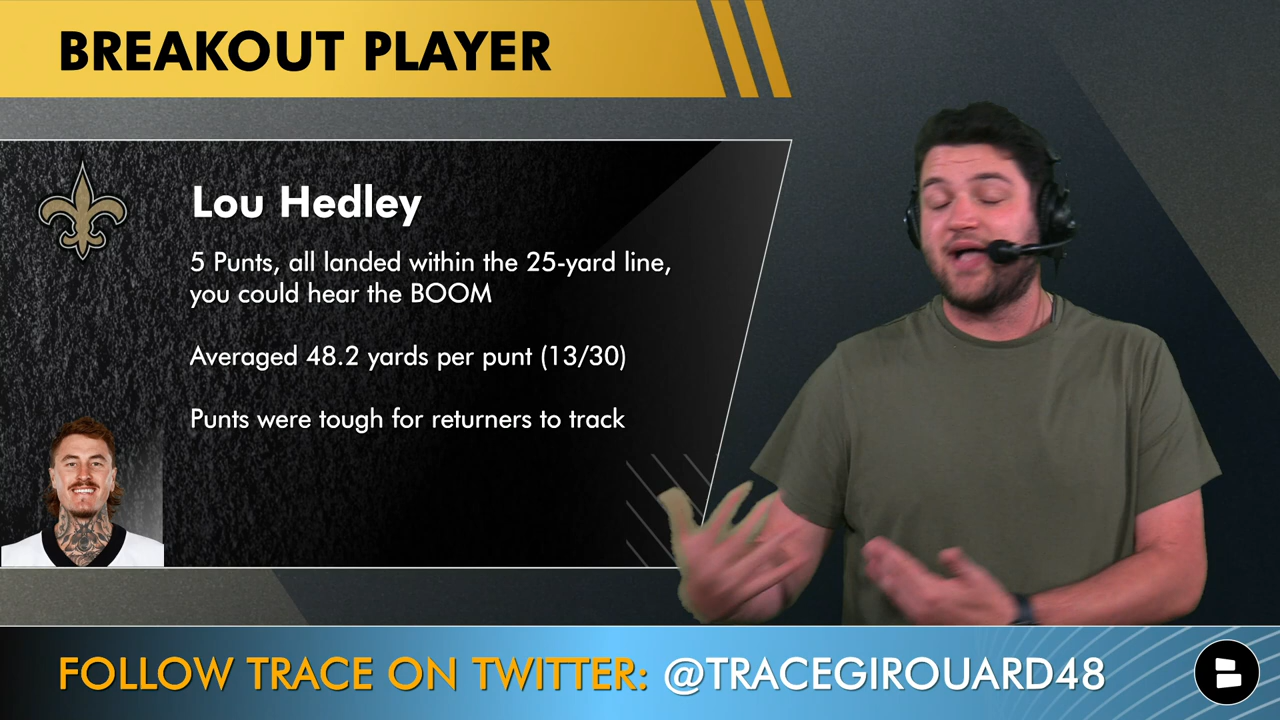 BREAKOUT PLAYER
Lou Hedley
5 Punts, all landed within the 25-yard line,
you could hear the BOOM
Averaged 48.2 yards per punt (13/30)
Punts were tough for returners to track
FOLLOW TRACE ON TWITTER: @TRACEGIROUARD48